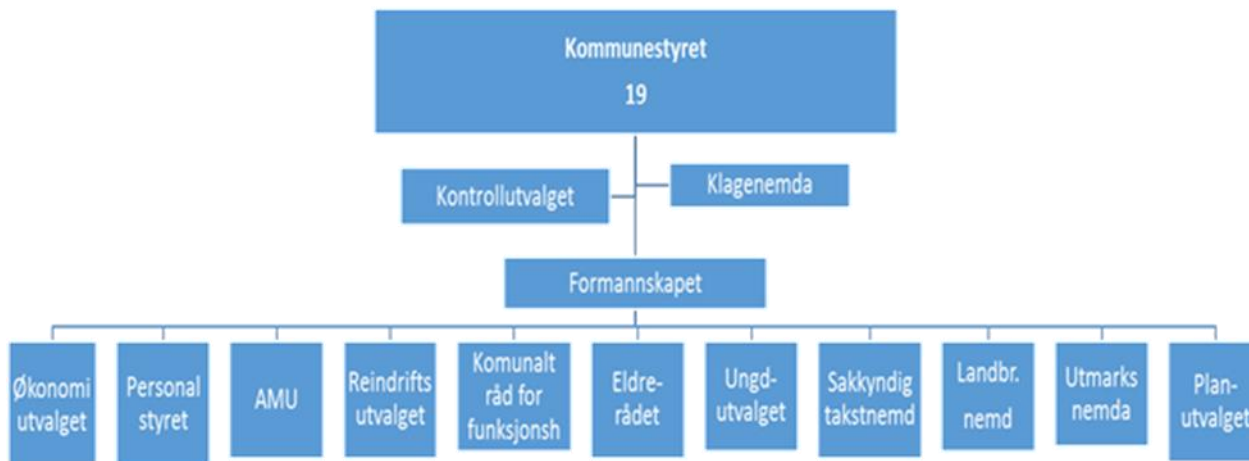 Kommunestyret
19
Klagenemda
Kontrollutvalget
Formannskapet
Økonomi
utvalget
Personal
styret
AMU
Reindrifts
utvalget
Komunalt
råd for
funksjonsh
Eldre-
rådet
Ungd-
utvalget
Sakkyndig
takstnemd
Landbr.
nemd
Utmarks
nemda
Plan-
utvalget